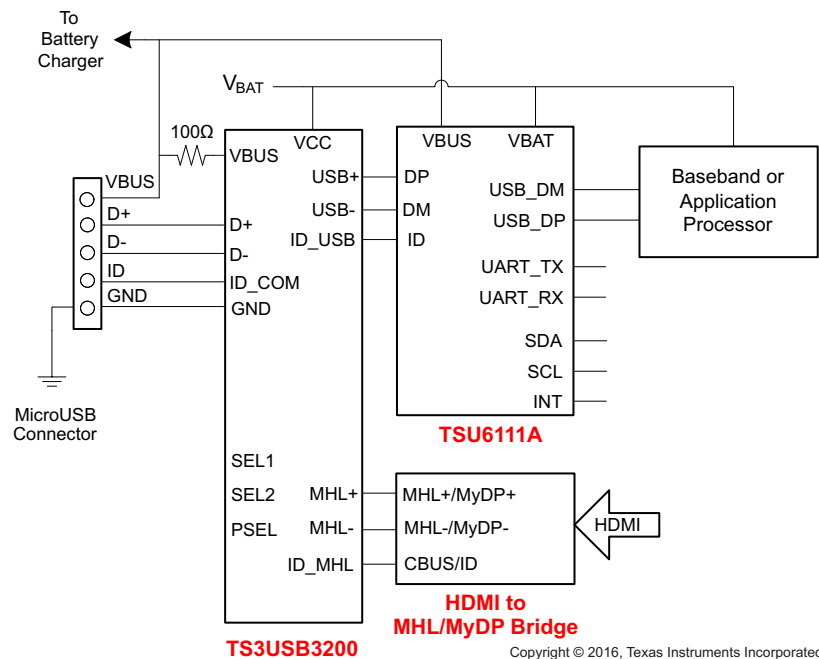 To
Battery
Charger
VBAT
100Ω
VBUS
VCC
VBUS
VBAT
VBUS
D+
D-
ID
GND
D+
D-
ID_COM
GND
USB+
USB-
ID_USB
DP
DM
ID
USB_DM
USB_DP
UART_TX
UART_RX
SDA
SCL
INT
Baseband or
Application
Processor
MicroUSB
Connector
TSU6111A
SEL1
SEL2
PSEL
MHL+
MHL-
ID_MHL
MHL+/MyDP+
MHL-/MyDP-
CBUS/ID
HDMI
HDMI to
MHL/MyDP Bridge
TS3USB3200
Copyright © 2016, Texas Instruments Incorporated